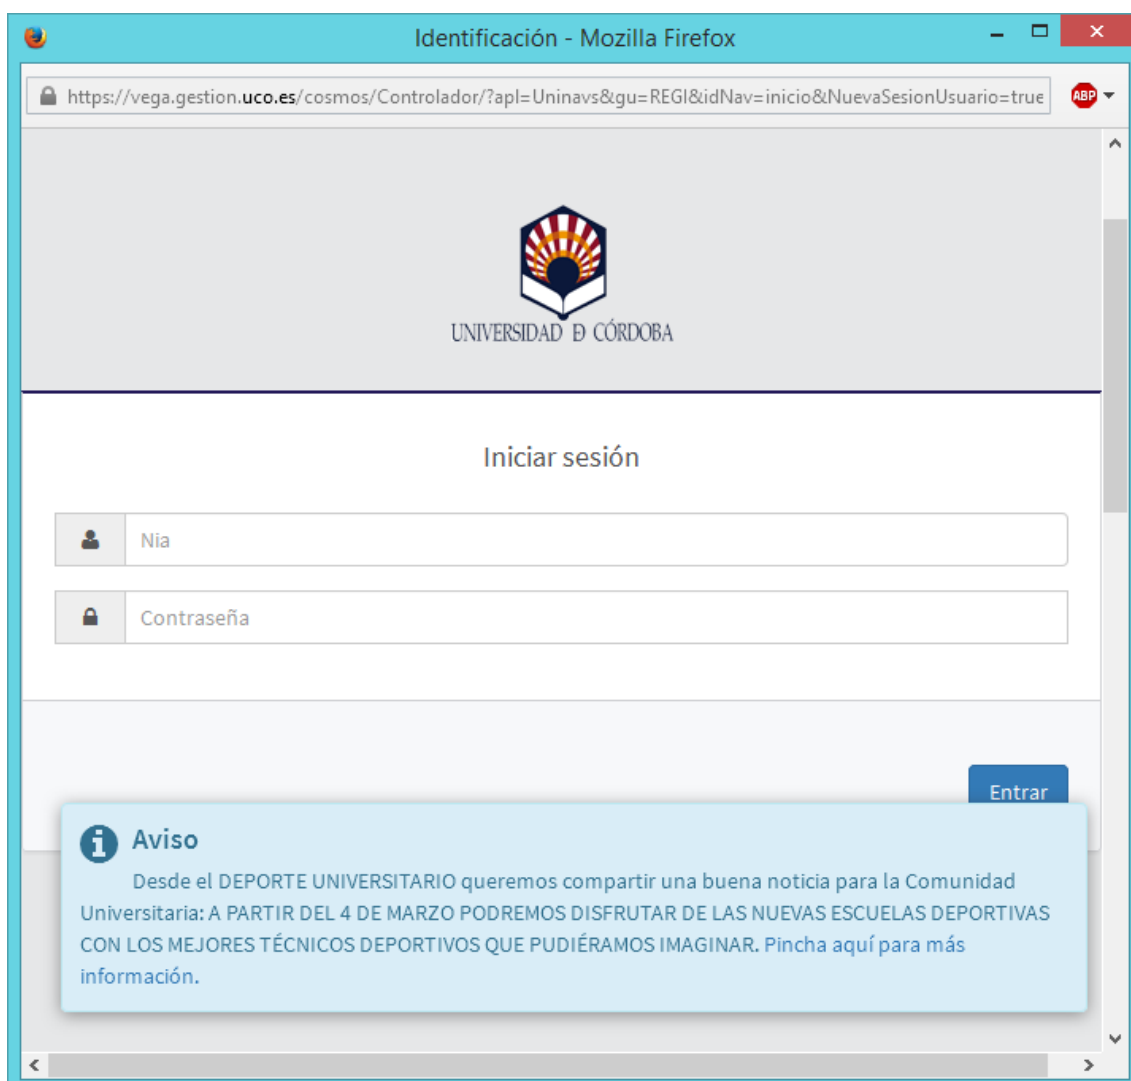 Identificación - Mozilla Firefox
https://vega.gestion.uco.es/cosmos/Controlador/?apl=Uninavs&gu=REGI&idNav=inicio&NuevaSesionUsuario=true
ABP
UNIVERSIDAD Ð CÓRDOBA
Iniciar sesión
Nia
Contraseña
Entrar
Aviso
Desde el DEPORTE UNIVERSITARIO queremos compartir una buena noticia para la Comunidad
Universitaria: A PARTIR DEL 4 DE MARZO PODREMOS DISFRUTAR DE LAS NUEVAS ESCUELAS DEPORTIVAS
CON LOS MEJORES TÉCNICOS DEPORTIVOS QUE PUDIÉRAMOS IMAGINAR. Pincha aquí para más
información.